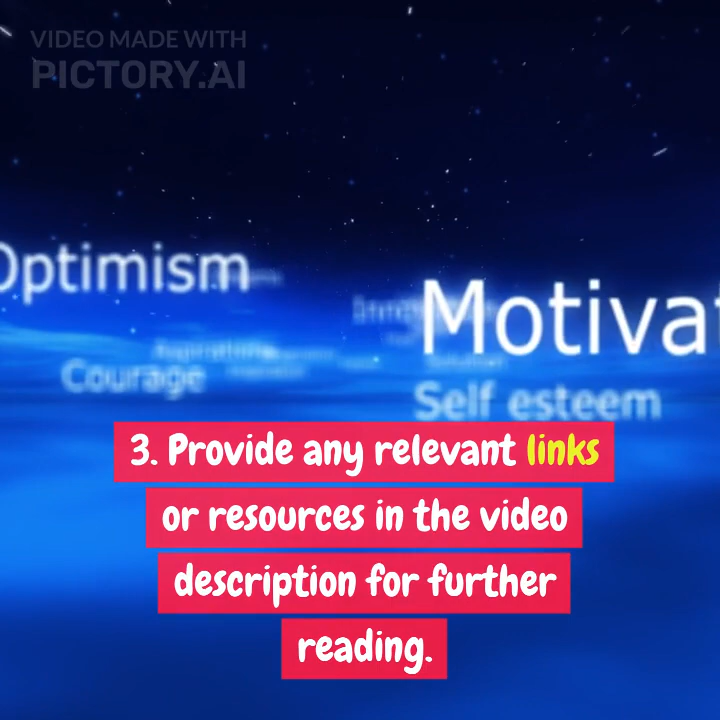 VIDEO MADE WITH
PICTORY.AI
Optimism
Motivat
Courage
Self esteem
3. Provide any relevant links
or resources in the video
description for further
reading.